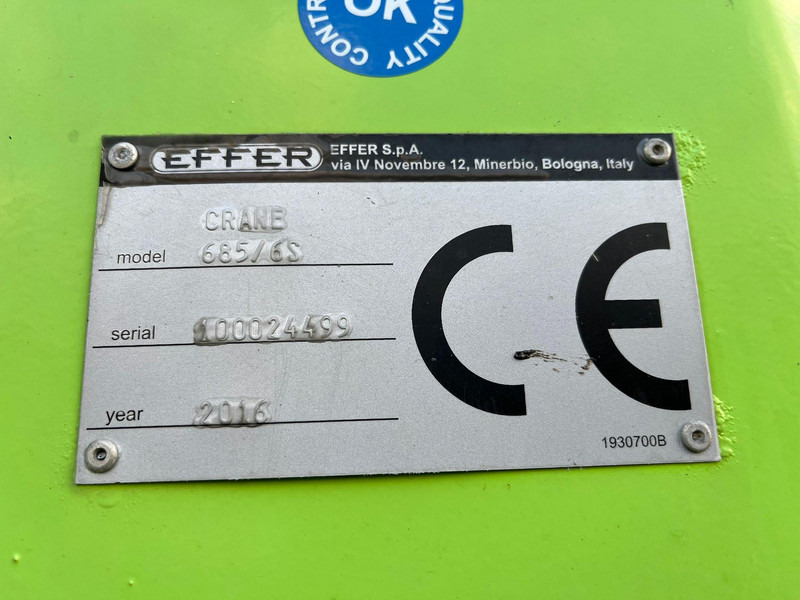 OK
QUALITY CONTR
EFFER
EFFER S.p.A.
via IV Novembre 12, Minerbio, Bologna, Italy
CRANE
model 685/6S
serial 100024499
year 2016
CE
1930700B